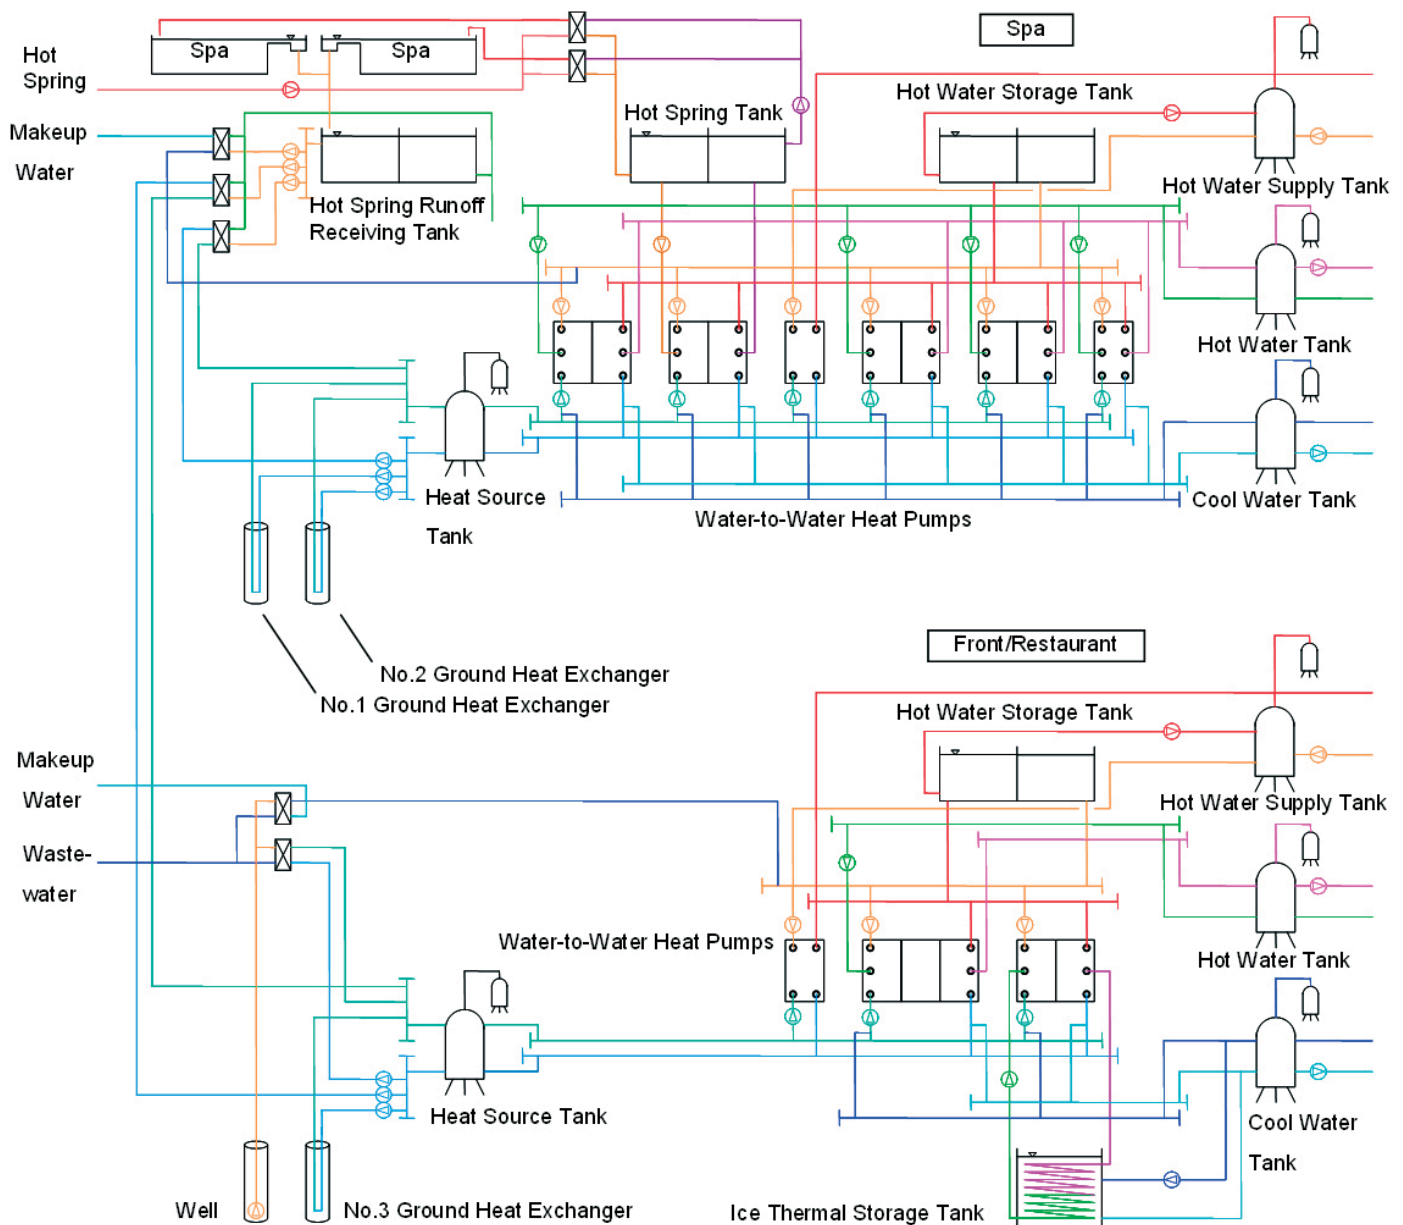 Spa
Spa
Spa
Hot
Spring
Hot Water Storage Tank
Hot Spring Tank
Makeup
Water
Hot Water Supply Tank
Hot Spring Runoff
Receiving Tank
Hot Water Tank
Heat Source
Tank
Cool Water Tank
Water-to-Water Heat Pumps
Front/Restaurant
No.2 Ground Heat Exchanger
No.1 Ground Heat Exchanger
Hot Water Storage Tank
Makeup
Water
Hot Water Supply Tank
Waste-
water
Water-to-Water Heat Pumps
Hot Water Tank
Heat Source Tank
Cool Water
Tank
Well
No.3 Ground Heat Exchanger
Ice Thermal Storage Tank